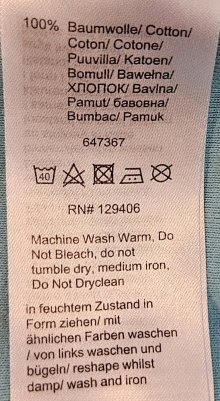 100% Baumwolle/ Cotton/
Coton/ Cotone/
Puuvilla/ Katoen/
Bomull/ Bawełna/
ХЛОПОК/ Bavlna/
Pamut/ бавовна/
Bumbac/ Pamuk
647367
40
RN# 129406
Machine Wash Warm, Do
Not Bleach, do not
tumble dry, medium iron,
Do Not Dryclean
in feuchtem Zustand in
Form ziehen/ mit
ähnlichen Farben waschen
/ von links waschen und
bügeln/ reshape whilst
damp/ wash and iron